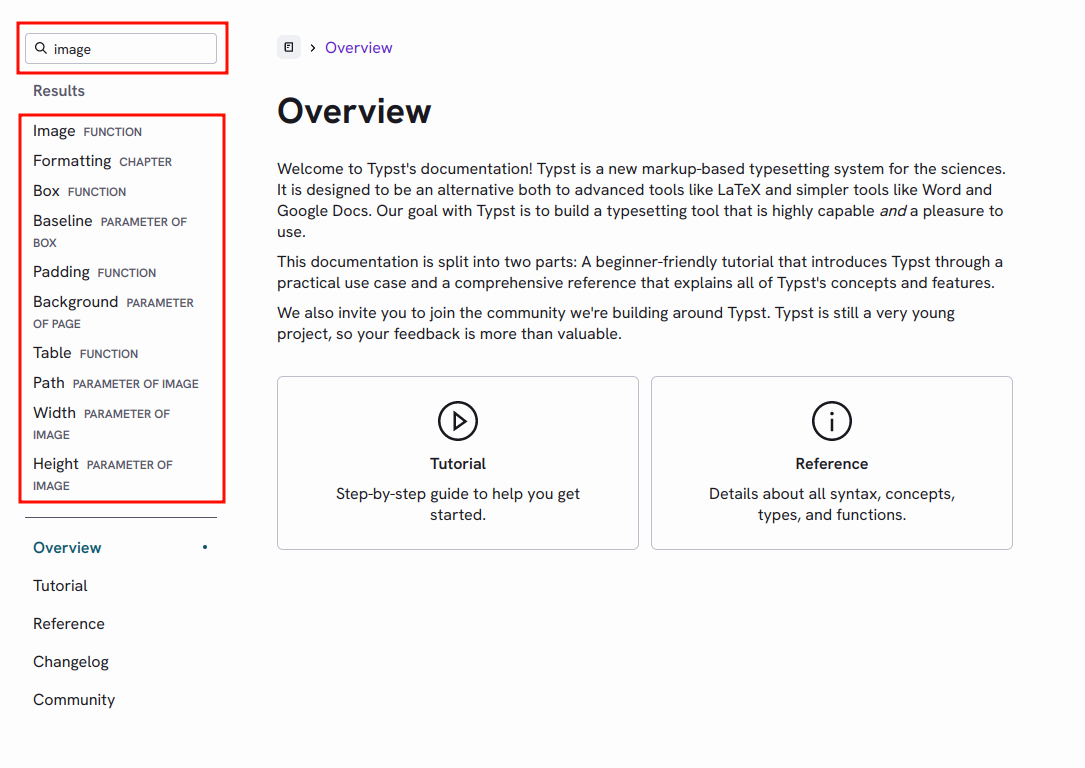 image
Results
Image FUNCTION
Formatting CHAPTER
Box FUNCTION
Baseline PARAMETER OF
BOX
Padding FUNCTION
Background PARAMETER
OF PAGE
Table FUNCTION
Path PARAMETER OF IMAGE
Width PARAMETER OF
IMAGE
Height PARAMETER OF
IMAGE
Overview
Tutorial
Reference
Changelog
Community
Overview
Overview
Welcome to Typst's documentation! Typst is a new markup-based typesetting system for the sciences.
It is designed to be an alternative both to advanced tools like LaTeX and simpler tools like Word and
Google Docs. Our goal with Typst is to build a typesetting tool that is highly capable and a pleasure to
use.
This documentation is split into two parts: A beginner-friendly tutorial that introduces Typst through a
practical use case and a comprehensive reference that explains all of Typst's concepts and features.
We also invite you to join the community we're building around Typst. Typst is still a very young
project, so your feedback is more than valuable.
Tutorial
Step-by-step guide to help you get
started.
Reference
Details about all syntax, concepts,
types, and functions.